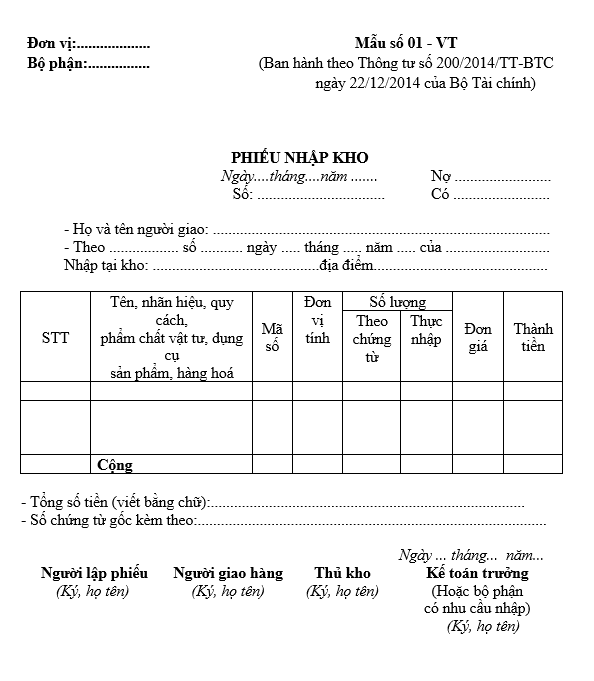 Đơn vị:.................... Mẫu số 01 - VT
Bộ phận:................. (Ban hành theo Thông tư số 200/2014/TT-BTC
ngày 22/12/2014 của Bộ Tài chính)
PHIẾU NHẬP KHO
Ngày....tháng....năm ....... Nợ ..........................
Số: .................................. Có ..........................
- Họ và tên người giao: ..........................................................................................
- Theo ................... số ........... ngày ..... tháng ..... năm ..... của ............................
Nhập tại kho: .............................................địa điểm...............................................
STT
Tên, nhãn hiệu, quy
cách,
phẩm chất vật tư, dụng
cụ
sản phẩm, hàng hoá
Mã
số
Đơn
vị
tính
Số lượng
Theo
chứng
từ
Thực
nhập
Đơn
giá
Thành
tiền
Cộng
- Tổng số tiền (viết bằng chữ):.....................................................................................
- Số chứng từ gốc kèm theo:..............................................................................................
Ngày ... tháng... năm...
Người lập phiếu Người giao hàng Thủ kho Kế toán trưởng
(Ký, họ tên) (Ký, họ tên) (Ký, họ tên) (Hoặc bộ phận
có nhu cầu nhập)
(Ký, họ tên)